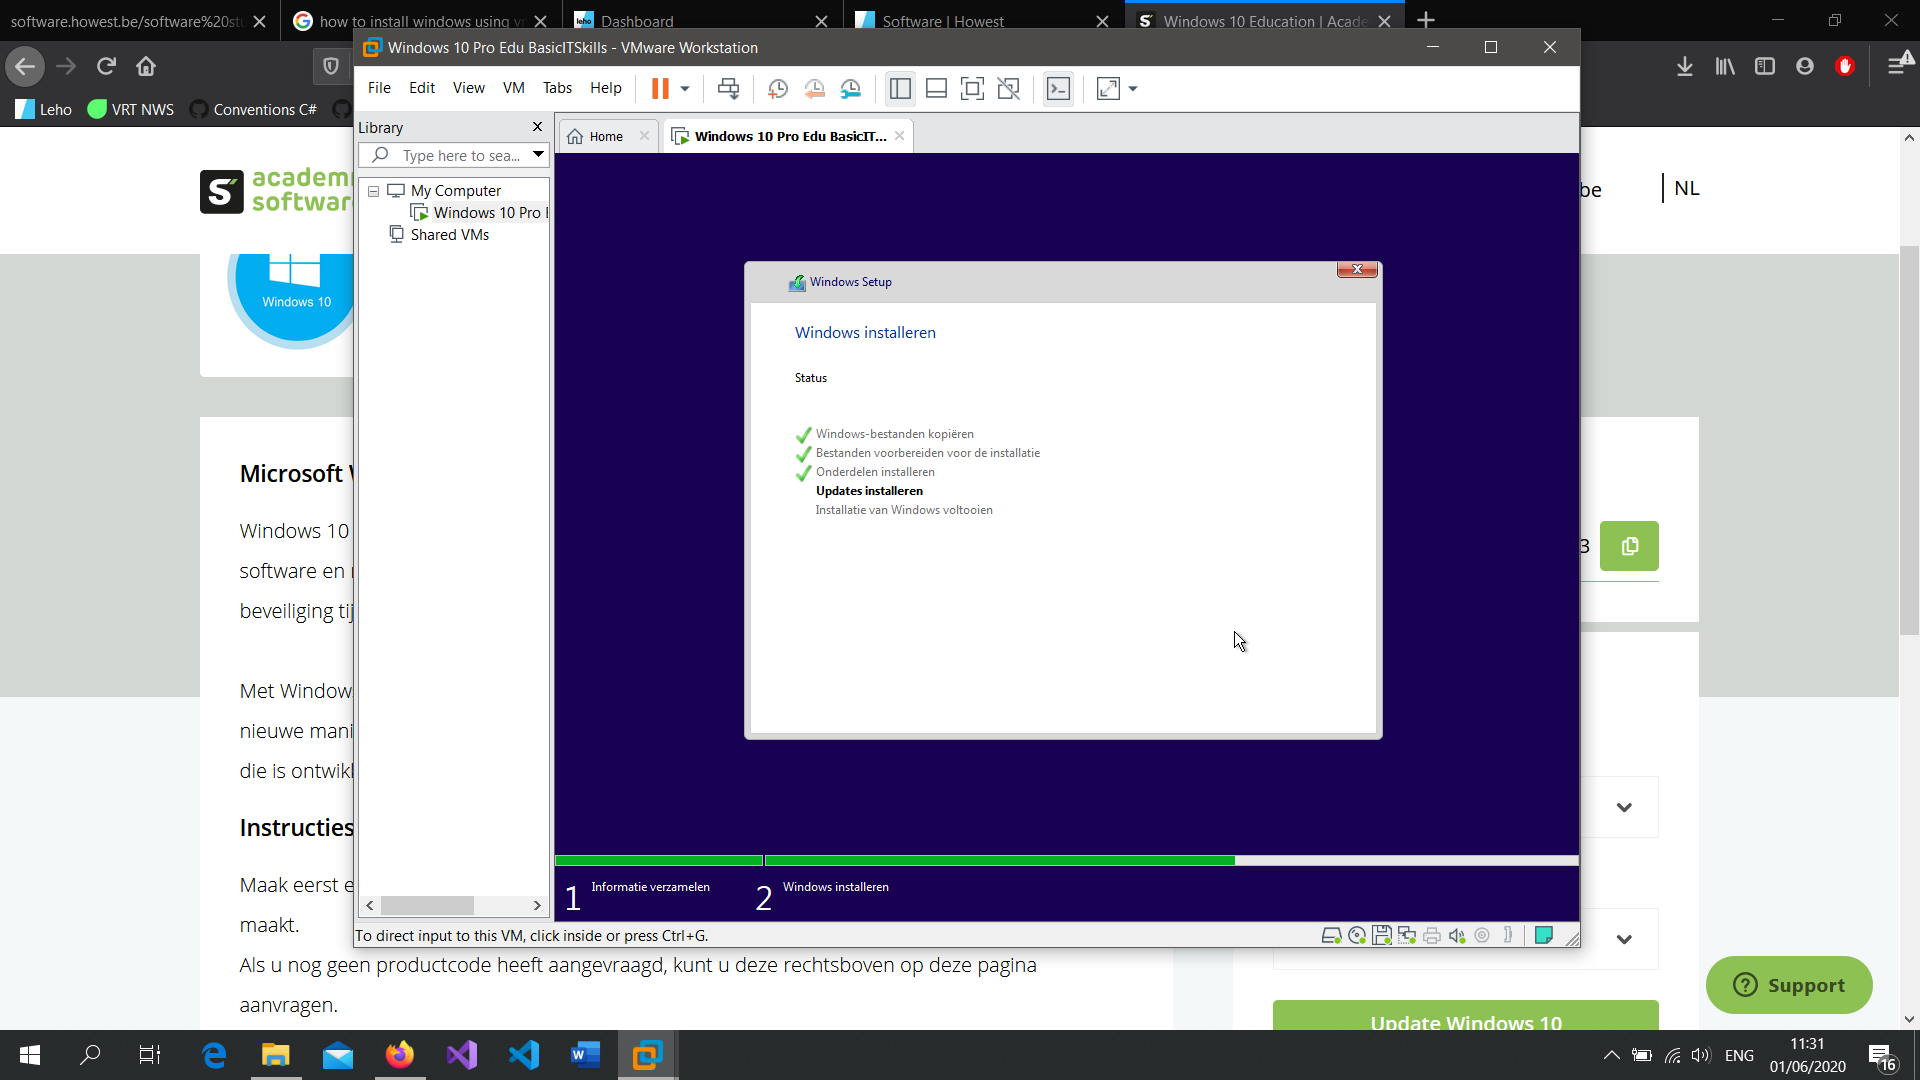 software.howest.be/software%20stu
how to install windows using vm
Dashboard
Software | Howest
Windows 10 Education | Acade
Leho
VRT NWS
Conventions C#
Windows 10 Pro Edu BasicITSkills - VMware Workstation
File Edit View VM Tabs Help
Library
Type here to sea...
Home
Windows 10 Pro Edu BasicIT...
My Computer
Windows 10 Pro
Shared VMs
academi
software
be
NL
Windows 10
Windows Setup
Windows installeren
Status
Windows-bestanden kopiëren
Bestanden voorbereiden voor de installatie
Onderdelen installeren
Updates installeren
Installatie van Windows voltooien
1 Informatie verzamelen
2 Windows installeren
To direct input to this VM, click inside or press Ctrl+G.
Microsoft
Windows 10
software en
beveiliging tij
3
Met Window
nieuwe mani
die is ontwik
Instructies
Maak eerst e
maakt.
Als u nog geen productcode heeft aangevraagd, kunt u deze rechtsboven op deze pagina
aanvragen.
Update Windows 10
Support
ENG
11:31
01/06/2020
16